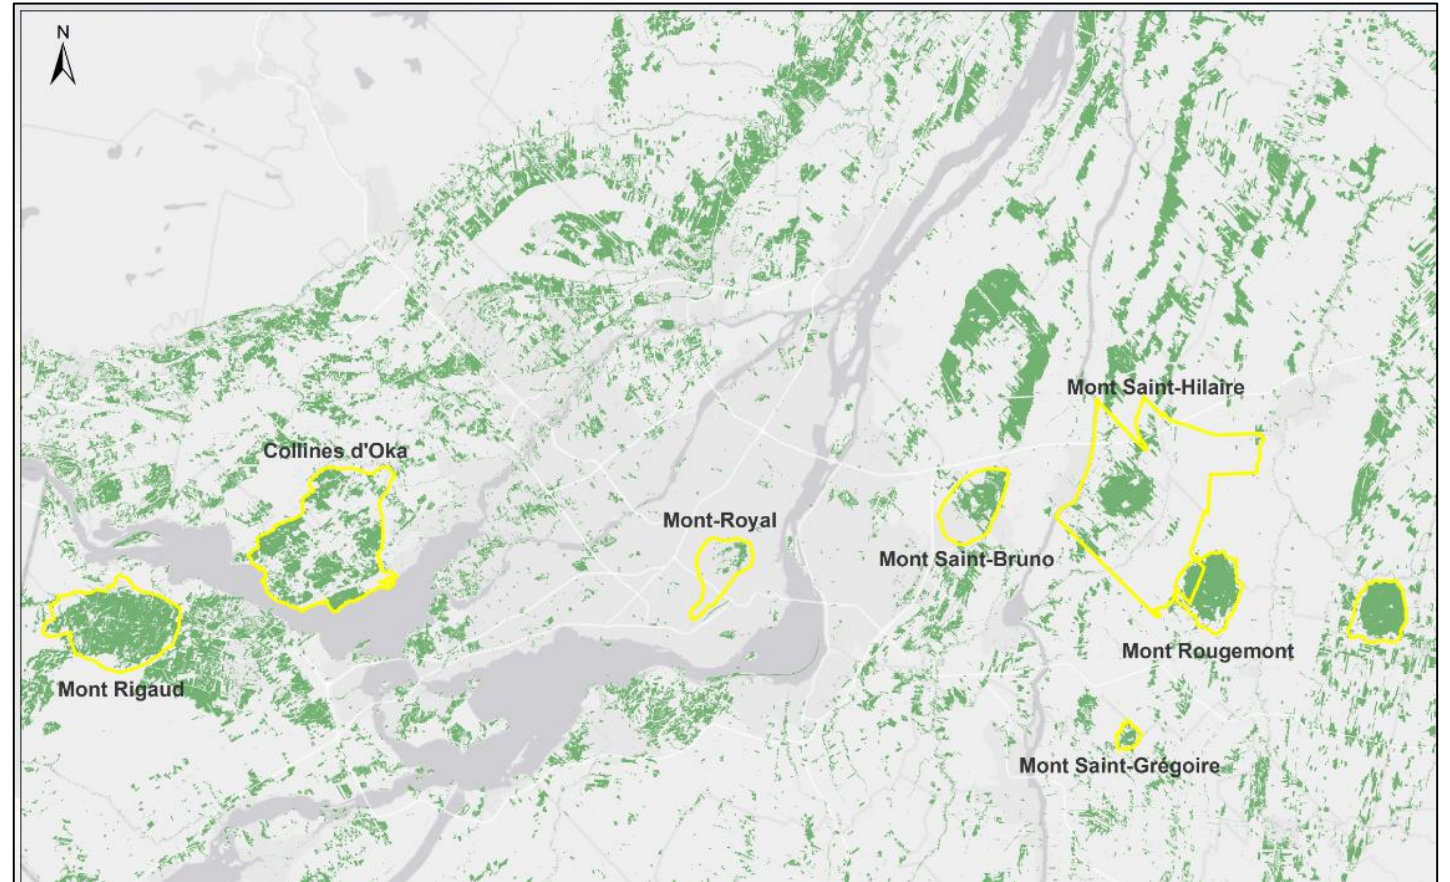 N
Mont Saint-Hilaire
Collines d'Oka
Mont-Royal
Mont Saint-Bruno
Mont Rougemont
Mont Rigaud
Mont Saint-Grégoire